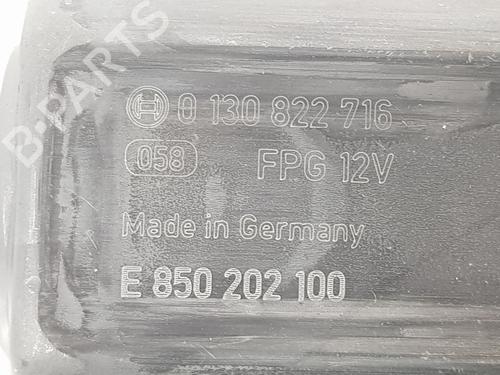 B-PARTS
0 130 822 716
058 FPG 12V
Made in Germany
E 850 202 100